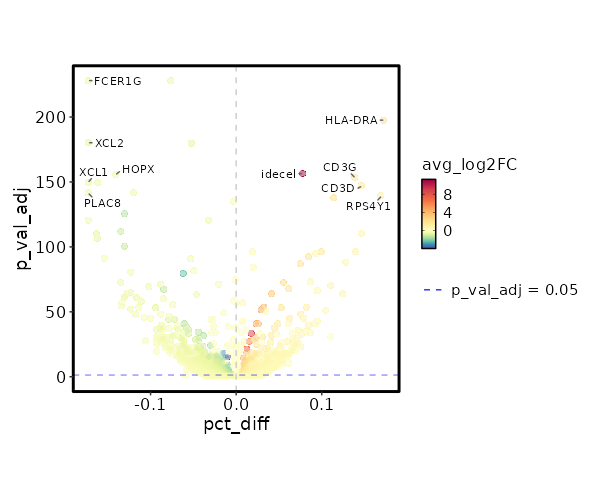 FCER1G
200
HLA-DRA
XCL2
XCL1
HOPX
idecel
CD3G
CD3D
PLAC8
RPS4Y1
150
100
50
0
p_val_adj
-0.1
0.0
0.1
pct_diff
avg_log2FC
8
4
0
p_val_adj = 0.05